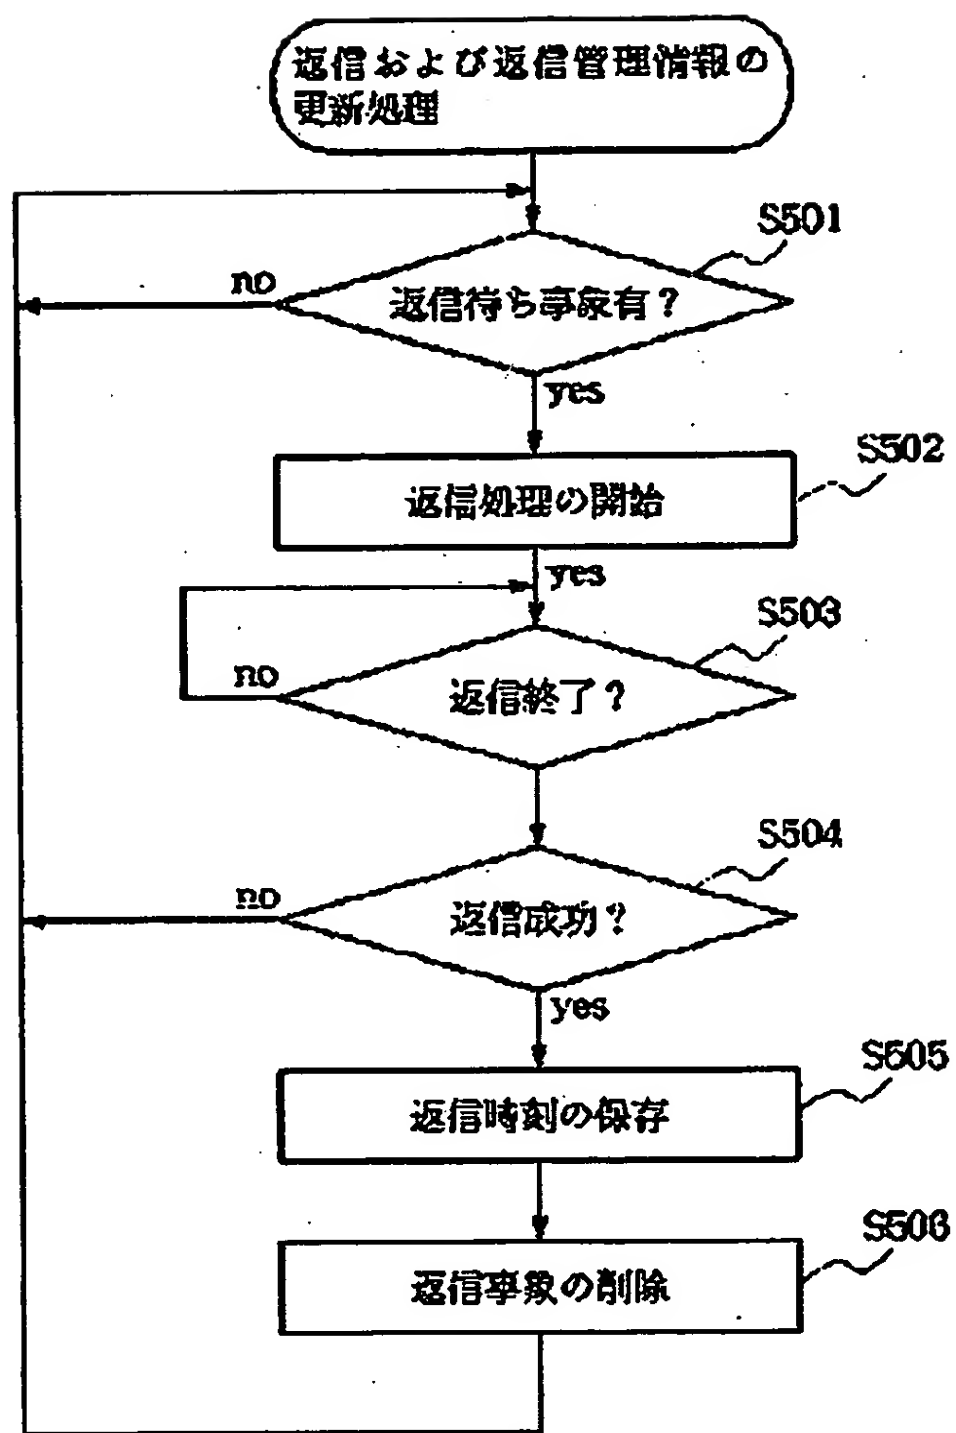 返信および返信管理情報の
更新処理
S501
no
返信待ち事象有？
yes
S502
返信処理の開始
yes
S503
no
返信終了？
S504
no
返信成功？
yes
S505
返信時刻の保存
S506
返信事象の削除